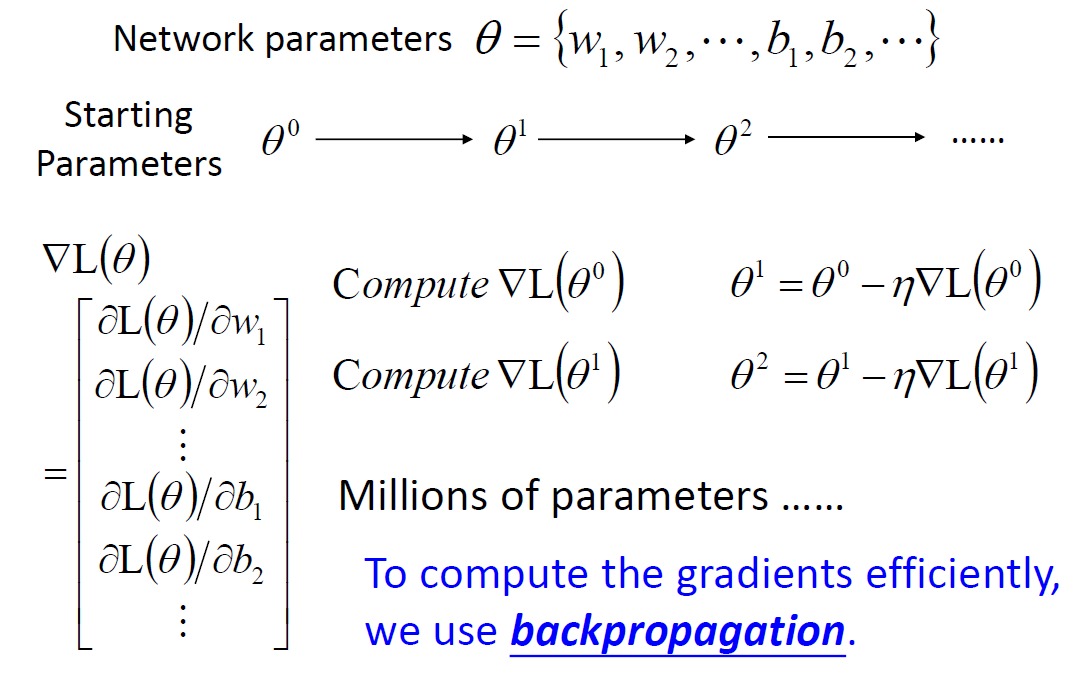 Network parameters θ = {w₁, w₂, ⋯, b₁, b₂, ⋯}
Starting
Parameters
θ⁰ θ¹ θ² ……
∇L(θ)
= [ ∂L(θ)/∂w₁
∂L(θ)/∂w₂
⋮
∂L(θ)/∂b₁
∂L(θ)/∂b₂
⋮ ]
Compute ∇L(θ⁰) θ¹ = θ⁰ − η∇L(θ⁰)
Compute ∇L(θ¹) θ² = θ¹ − η∇L(θ¹)
Millions of parameters ……
To compute the gradients efficiently,
we use backpropagation.